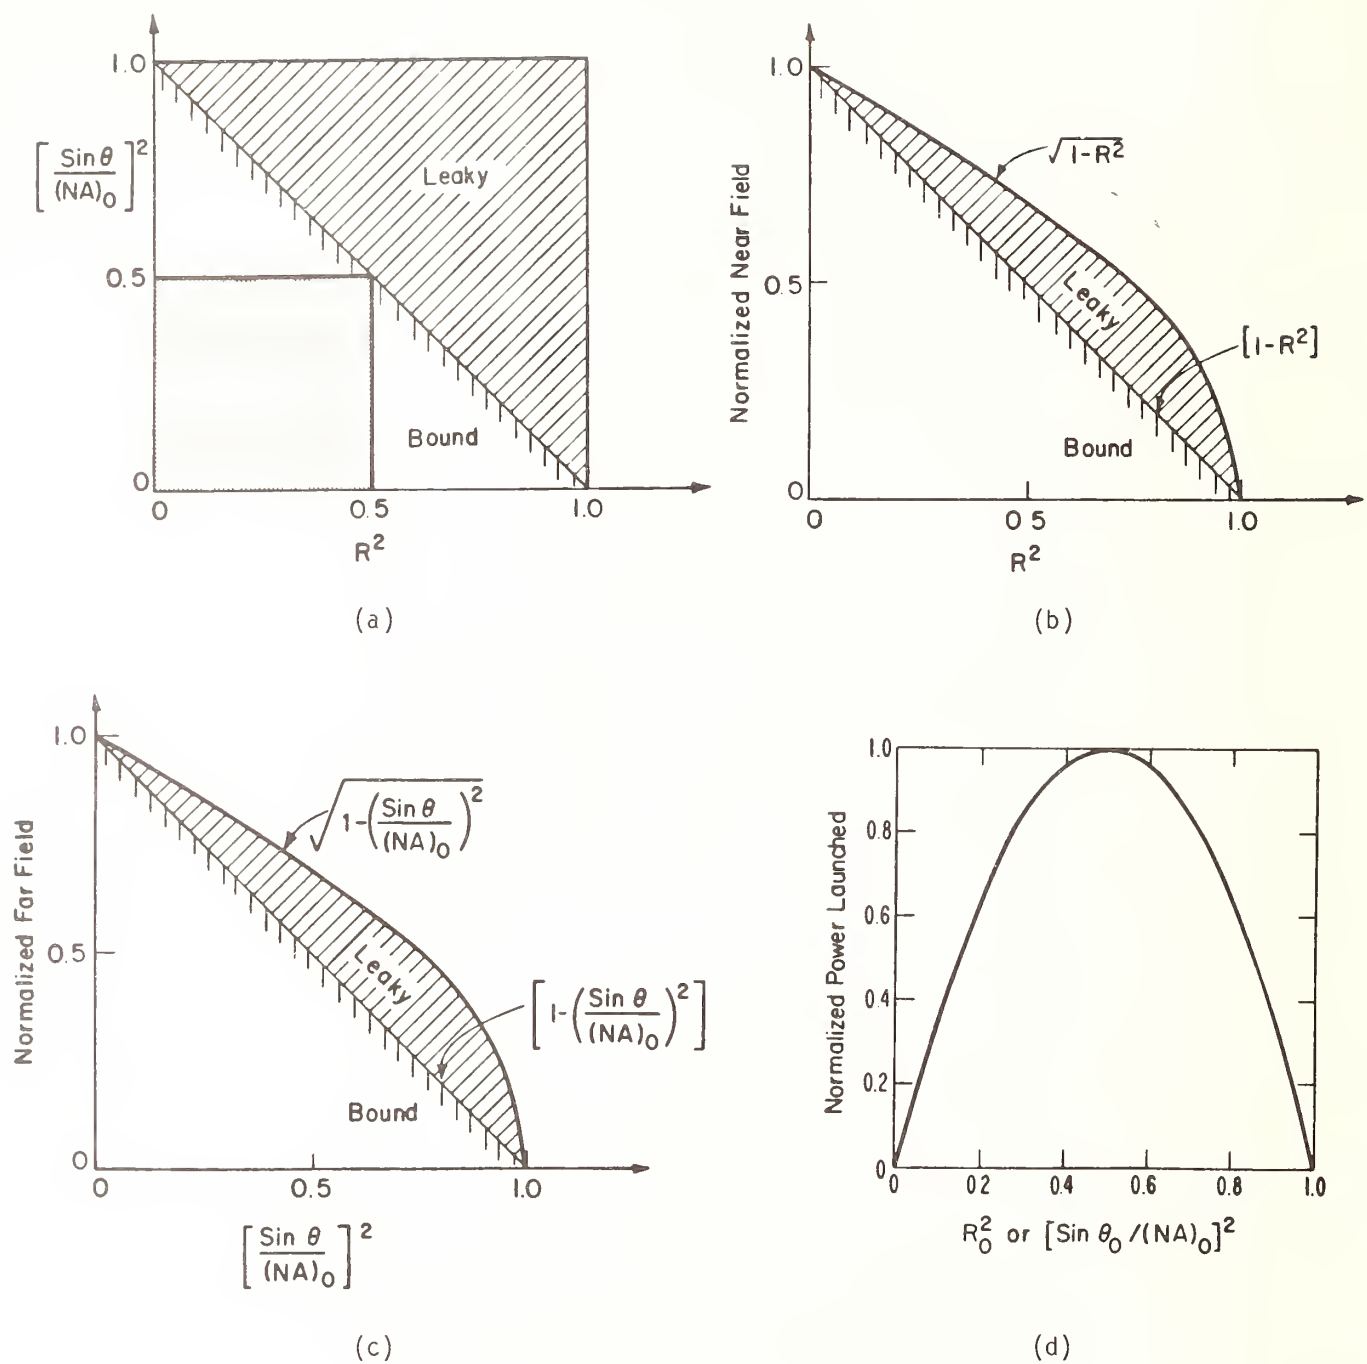 1.0
[Sin θ/(NA)₀]²
Leaky
0.5
Bound
0
0 0.5 1.0
R²
(a)
1.0
√1-R²
Normalized Near Field
0.5
Leaky
[1-R²]
Bound
0
0 0.5 1.0
R²
(b)
1.0
√1-(Sin θ/(NA)₀)²
Normalized Far Field
0.5
Leaky
[1-(Sin θ/(NA)₀)²]
Bound
0
0 0.5 1.0
[Sin θ/(NA)₀]²
(c)
1.0
0.8
Normalized Power Launched
0.6
0.4
0.2
0
0 0.2 0.4 0.6 0.8 1.0
R₀² or [Sin θ₀/(NA)₀]²
(d)